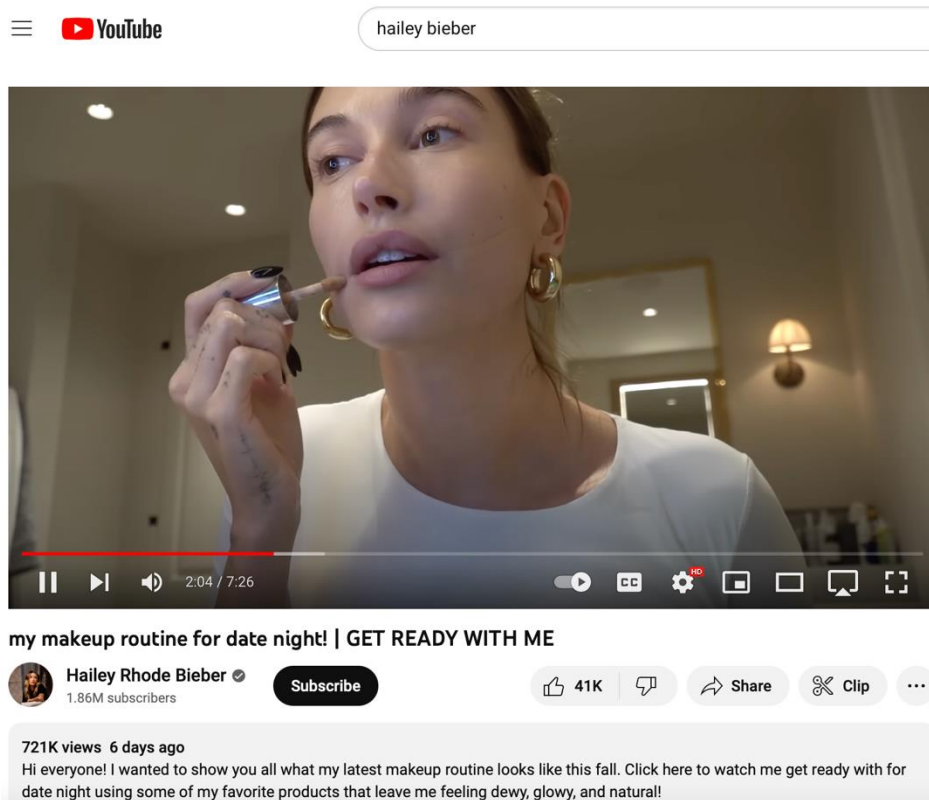 YouTube
hailey bieber
2:04 / 7:26
CC
HD
my makeup routine for date night! | GET READY WITH ME
Hailey Rhode Bieber
1.86M subscribers
Subscribe
41K
Share
Clip
721K views 6 days ago
Hi everyone! I wanted to show you all what my latest makeup routine looks like this fall. Click here to watch me get ready with for
date night using some of my favorite products that leave me feeling dewy, glowy, and natural!